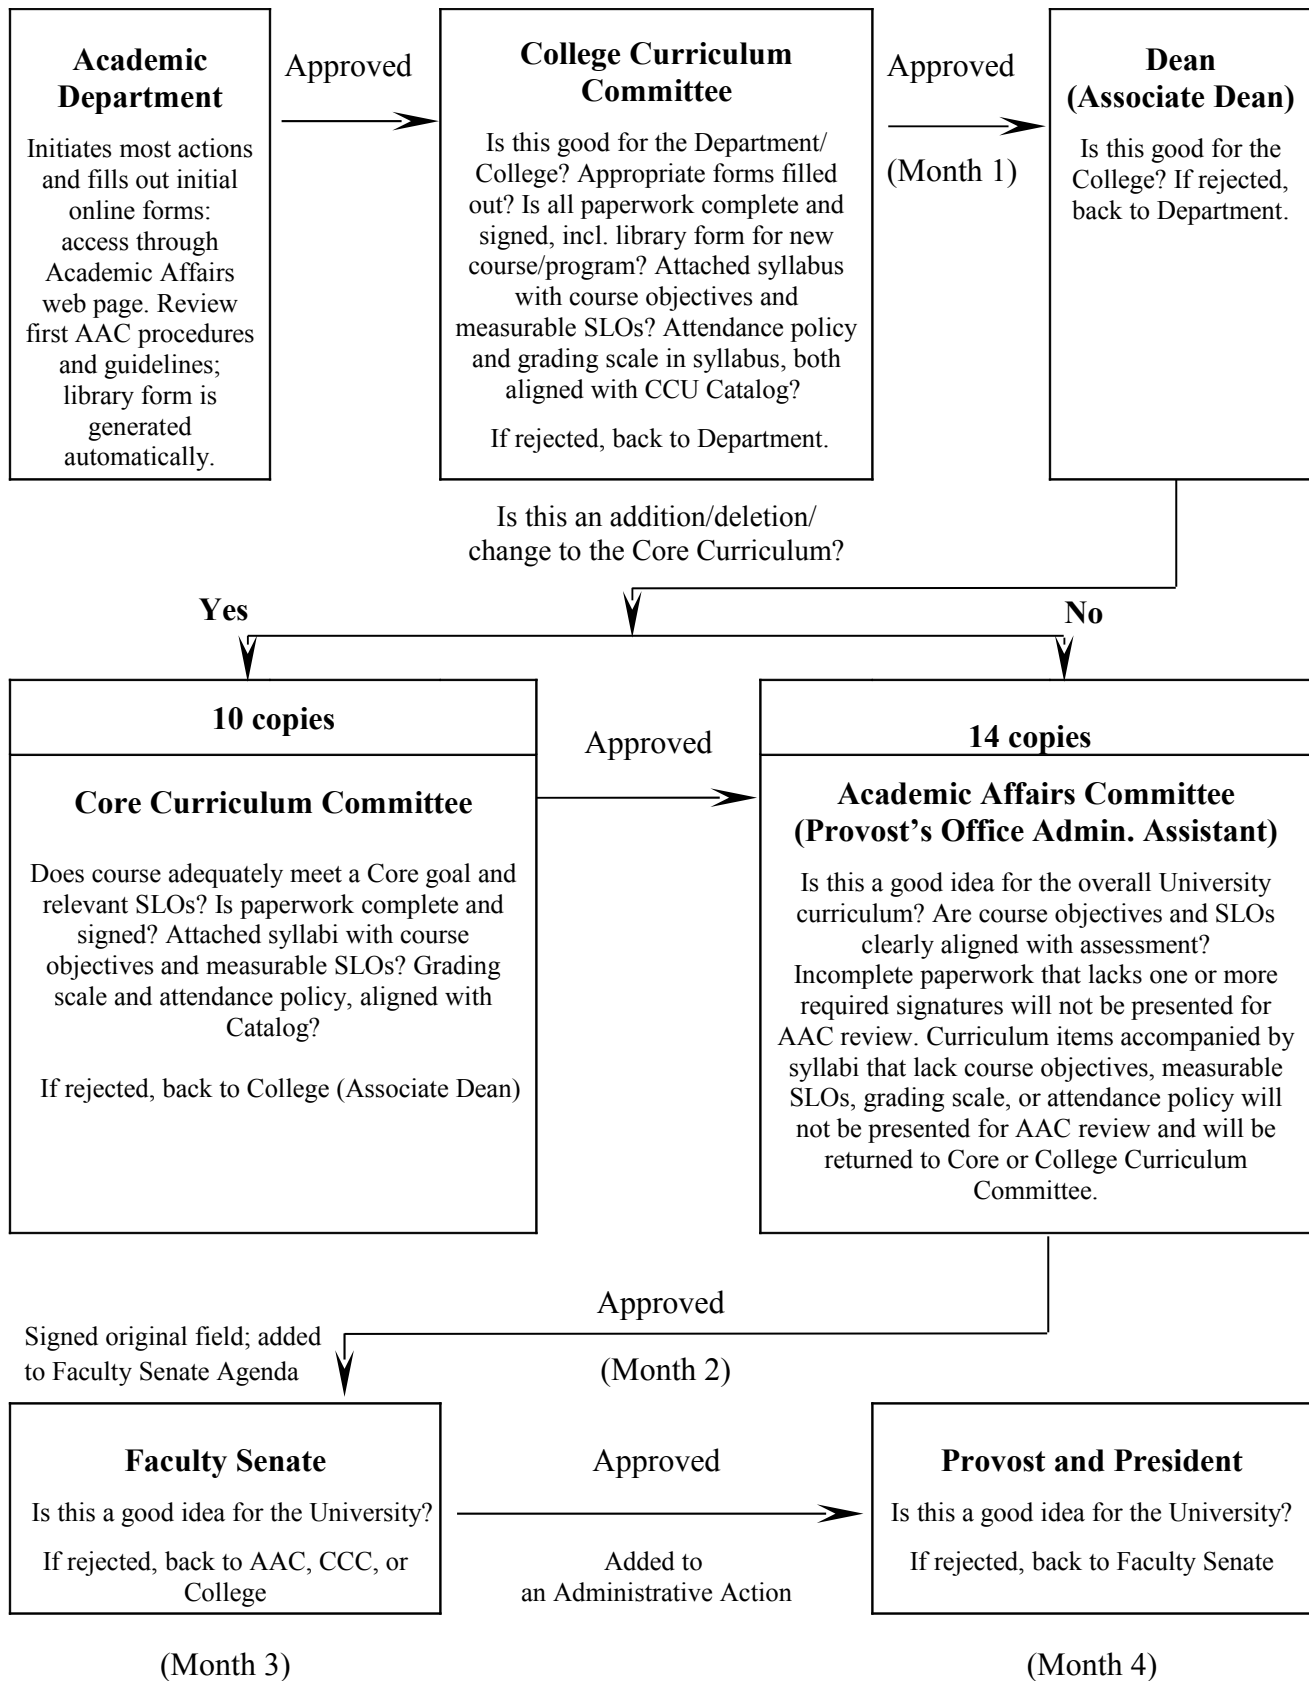 Academic
Department
Initiates most actions
and fills out initial
online forms:
access through
Academic Affairs
web page. Review
first AAC procedures
and guidelines;
library form is
generated
automatically.
Approved
College Curriculum
Committee
Is this good for the Department/
College? Appropriate forms filled
out? Is all paperwork complete and
signed, incl. library form for new
course/program? Attached syllabus
with course objectives and
measurable SLOs? Attendance policy
and grading scale in syllabus, both
aligned with CCU Catalog?
If rejected, back to Department.
Approved
(Month 1)
Dean
(Associate Dean)
Is this good for the
College? If rejected,
back to Department.
Is this an addition/deletion/
change to the Core Curriculum?
Yes
No
10 copies
Core Curriculum Committee
Does course adequately meet a Core goal and
relevant SLOs? Is paperwork complete and
signed? Attached syllabi with course
objectives and measurable SLOs? Grading
scale and attendance policy, aligned with
Catalog?
If rejected, back to College (Associate Dean)
Approved
14 copies
Academic Affairs Committee
(Provost’s Office Admin. Assistant)
Is this a good idea for the overall University
curriculum? Are course objectives and SLOs
clearly aligned with assessment?
Incomplete paperwork that lacks one or more
required signatures will not be presented for
AAC review. Curriculum items accompanied by
syllabi that lack course objectives, measurable
SLOs, grading scale, or attendance policy will
not be presented for AAC review and will be
returned to Core or College Curriculum
Committee.
Approved
(Month 2)
Signed original field; added
to Faculty Senate Agenda
Faculty Senate
Is this a good idea for the University?
If rejected, back to AAC, CCC, or
College
(Month 3)
Approved
Added to
an Administrative Action
Provost and President
Is this a good idea for the University?
If rejected, back to Faculty Senate
(Month 4)